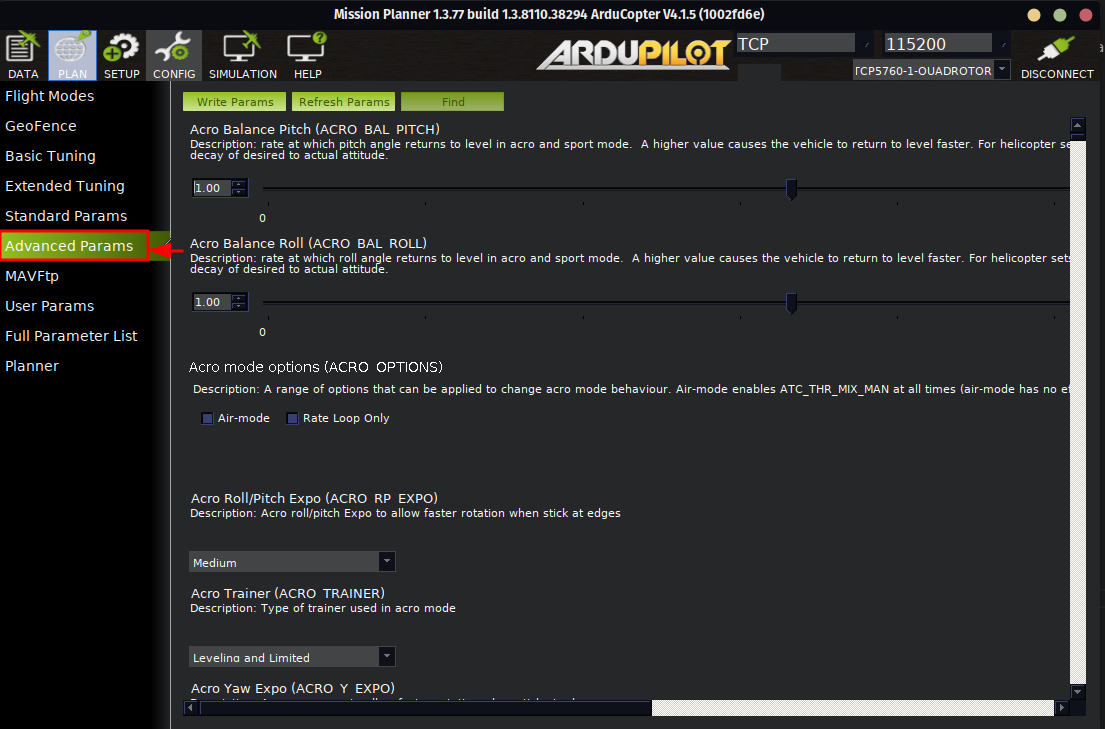 Mission Planner 1.3.77 build 1.3.8110.38294 ArduCopter V4.1.5 (1002fd6e)
DATA PLAN SETUP CONFIG SIMULATION HELP
ARDUPILOT
TCP 115200
TCP5760-1-QUADROTOR
DISCONNECT
Flight Modes
GeoFence
Basic Tuning
Extended Tuning
Standard Params
Advanced Params
MAVFtp
User Params
Full Parameter List
Planner
Write Params Refresh Params Find
Acro Balance Pitch (ACRO_BAL_PITCH)
Description: rate at which pitch angle returns to level in acro and sport mode. A higher value causes the vehicle to return to level faster. For helicopter se
decay of desired to actual attitude.
1.00
0
Acro Balance Roll (ACRO_BAL_ROLL)
Description: rate at which roll angle returns to level in acro and sport mode. A higher value causes the vehicle to return to level faster. For helicopter sets
decay of desired to actual attitude.
1.00
0
Acro mode options (ACRO_OPTIONS)
Description: A range of options that can be applied to change acro mode behaviour. Air-mode enables ATC_THR_MIX_MAN at all times (air-mode has no ef
Air-mode Rate Loop Only
Acro Roll/Pitch Expo (ACRO_RP_EXPO)
Description: Acro roll/pitch Expo to allow faster rotation when stick at edges
Medium
Acro Trainer (ACRO_TRAINER)
Description: Type of trainer used in acro mode
Leveling and Limited
Acro Yaw Expo (ACRO_Y_EXPO)